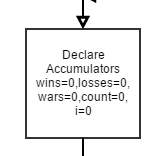 Declare
Accumulators
wins=0,losses=0,
wars=0,count=0,
i=0